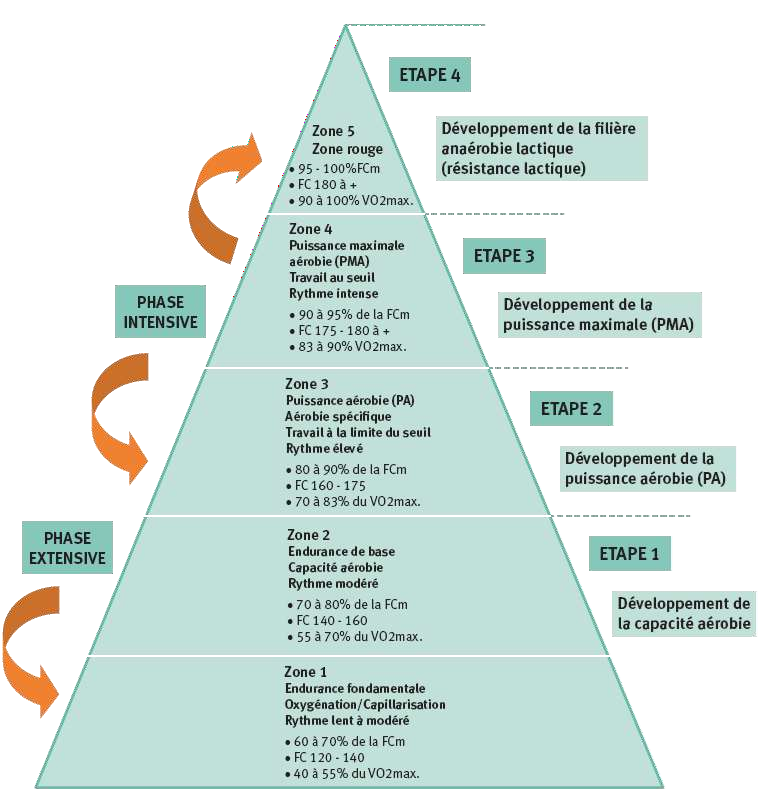 ETAPE 4
Développement de la filière
anaérobie lactique
(résistance lactique)
Zone 5
Zone rouge
• 95 - 100%FCm
• FC 180 à +
• 90 à 100% VO2max.
ETAPE 3
Développement de la
puissance maximale (PMA)
Zone 4
Puissance maximale
aérobie (PMA)
Travail au seuil
Rythme intense
• 90 à 95% de la FCm
• FC 175 - 180 à +
• 83 à 90% VO2max.
PHASE
INTENSIVE
ETAPE 2
Développement de la
puissance aérobie (PA)
Zone 3
Puissance aérobie (PA)
Aérobie spécifique
Travail à la limite du seuil
Rythme élevé
• 80 à 90% de la FCm
• FC 160 - 175
• 70 à 83% du VO2max.
PHASE
EXTENSIVE
ETAPE 1
Développement de
la capacité aérobie
Zone 2
Endurance de base
Capacité aérobie
Rythme modéré
• 70 à 80% de la FCm
• FC 140 - 160
• 55 à 70% du VO2max.
Zone 1
Endurance fondamentale
Oxygénation/Capillarisation
Rythme lent à modéré
• 60 à 70% de la FCm
• FC 120 - 140
• 40 à 55% du VO2max.